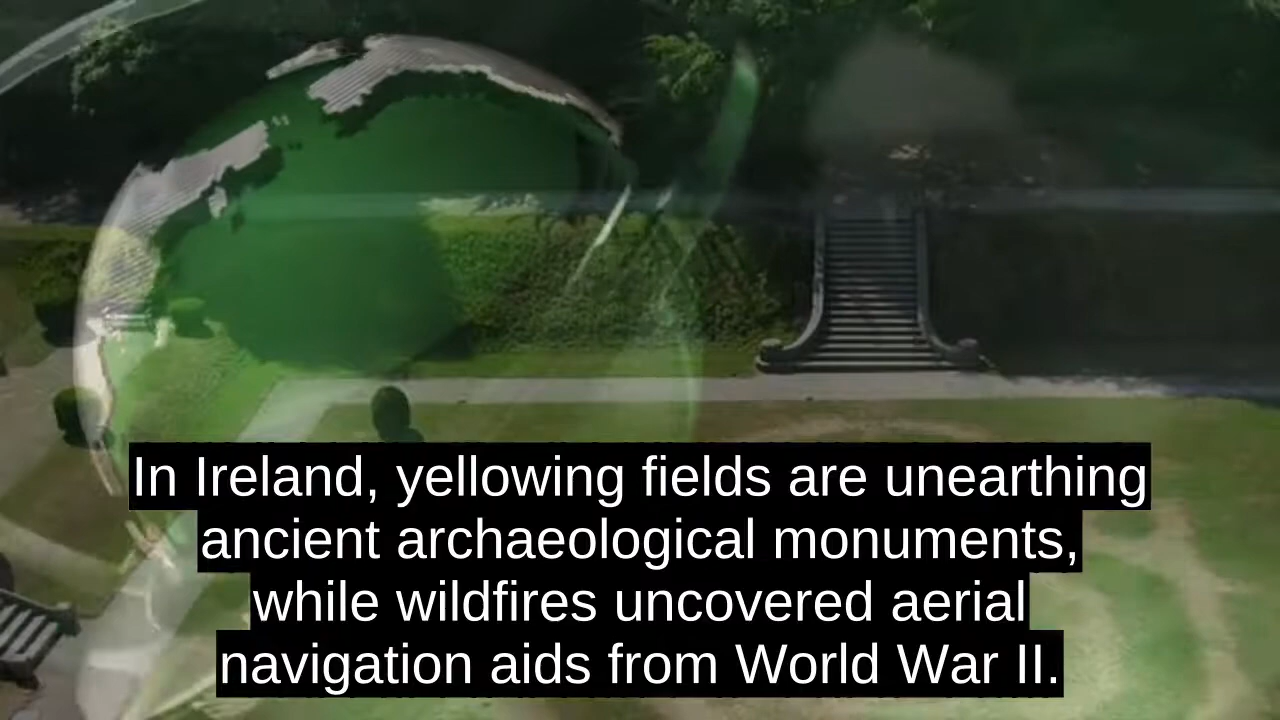 In Ireland, yellowing fields are unearthing
ancient archaeological monuments,
while wildfires uncovered aerial
navigation aids from World War II.